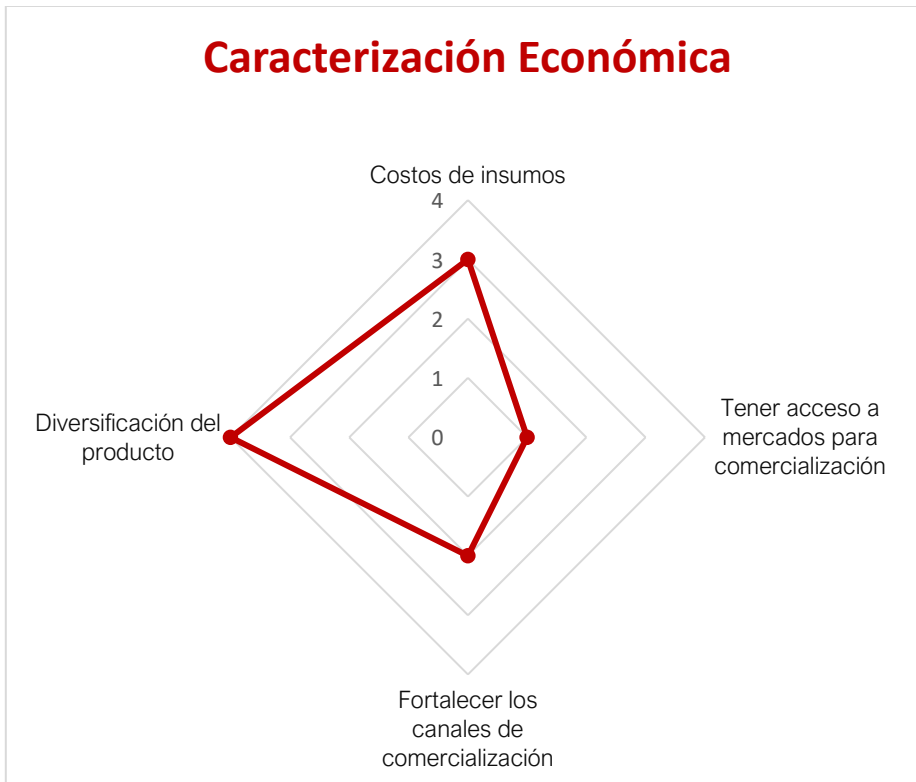 Caracterización Económica
Costos de insumos
4
3
2
1
0
Diversificación del
producto
Tener acceso a
mercados para
comercialización
Fortalecer los
canales de
comercialización